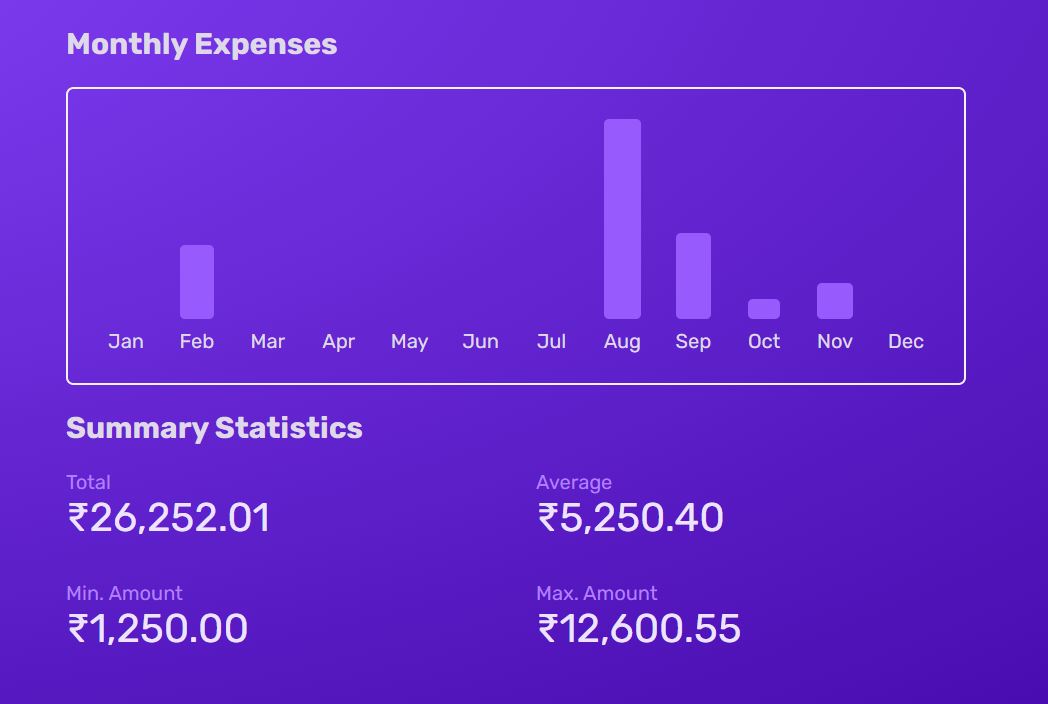 Monthly Expenses
Jan Feb Mar Apr May Jun Jul Aug Sep Oct Nov Dec
Summary Statistics
Total Average
₹26,252.01 ₹5,250.40
Min. Amount Max. Amount
₹1,250.00 ₹12,600.55